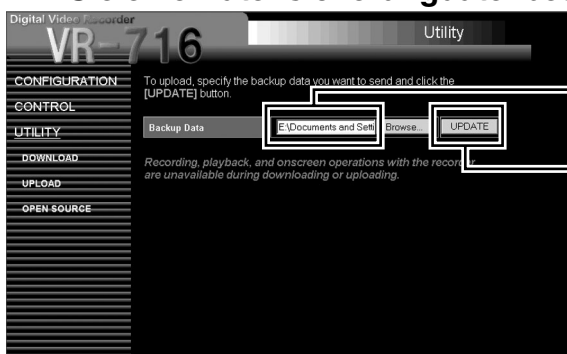 Digital Video Recorder
VR-716
Utility
CONFIGURATION
CONTROL
UTILITY
DOWNLOAD
UPLOAD
OPEN SOURCE
To upload, specify the backup data you want to send and click the
[UPDATE] button.
Backup Data E:\Documents and Setti Browse... UPDATE
Recording, playback, and onscreen operations with the recorder
are unavailable during downloading or uploading.